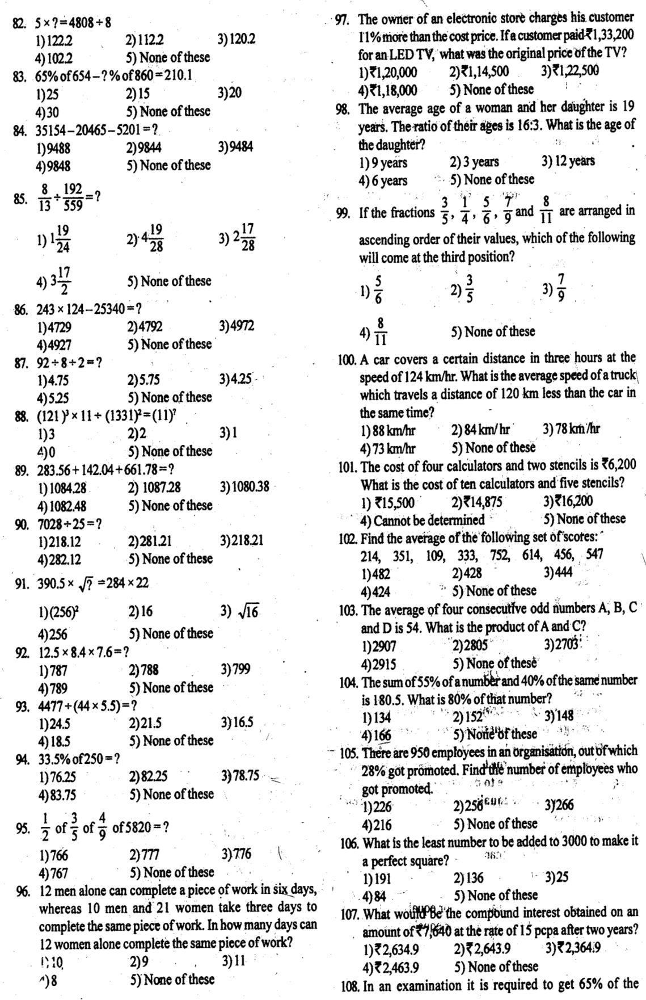 82. 5 × ? = 4808 ÷ 8
1) 122.2 2) 112.2 3) 120.2
4) 102.2 5) None of these
83. 65% of 654 – ? % of 860 = 210.1
1) 25 2) 15 3) 20
4) 30 5) None of these
84. 35154 – 20465 – 5201 = ?
1) 9488 2) 9844 3) 9484
4) 9848 5) None of these
85. 8/13 ÷ 192/559 = ?
1) 1 19/24 2) 4 19/28 3) 2 17/28
4) 3 17/2 5) None of these
86. 243 × 124 – 25340 = ?
1) 4729 2) 4792 3) 4972
4) 4927 5) None of these
87. 92 ÷ 8 ÷ 2 = ?
1) 4.75 2) 5.75 3) 4.25
4) 5.25 5) None of these
88. (121)³ × 11 ÷ (1331)² = (11)^?
1) 3 2) 2 3) 1
4) 0 5) None of these
89. 283.56 + 142.04 + 661.78 = ?
1) 1084.28 2) 1087.28 3) 1080.38
4) 1082.48 5) None of these
90. 7028 ÷ 25 = ?
1) 218.12 2) 281.21 3) 218.21
4) 282.12 5) None of these
91. 390.5 × √? = 284 × 22
1) (256)² 2) 16 3) √16
4) 256 5) None of these
92. 12.5 × 8.4 × 7.6 = ?
1) 787 2) 788 3) 799
4) 789 5) None of these
93. 4477 ÷ (44 × 5.5) = ?
1) 24.5 2) 21.5 3) 16.5
4) 18.5 5) None of these
94. 33.5% of 250 = ?
1) 76.25 2) 82.25 3) 78.75
4) 83.75 5) None of these
95. 1/2 of 3/5 of 4/9 of 5820 = ?
1) 766 2) 777 3) 776
4) 767 5) None of these
96. 12 men alone can complete a piece of work in six days,
whereas 10 men and 21 women take three days to
complete the same piece of work. In how many days can
12 women alone complete the same piece of work?
1) 10 2) 9 3) 11
) 8 5) None of these
97. The owner of an electronic store charges his customer
11% more than the cost price. If a customer paid ₹1,33,200
for an LED TV, what was the original price of the TV?
1) ₹1,20,000 2) ₹1,14,500 3) ₹1,22,500
4) ₹1,18,000 5) None of these
98. The average age of a woman and her daughter is 19
years. The ratio of their ages is 16:3. What is the age of
the daughter?
1) 9 years 2) 3 years 3) 12 years
4) 6 years 5) None of these
99. If the fractions 3/5, 1/4, 5/6, 7/9 and 8/11 are arranged in
ascending order of their values, which of the following
will come at the third position?
1) 5/6 2) 3/5 3) 7/9
4) 8/11 5) None of these
100. A car covers a certain distance in three hours at the
speed of 124 km/hr. What is the average speed of a truck
which travels a distance of 120 km less than the car in
the same time?
1) 88 km/hr 2) 84 km/hr 3) 78 km/hr
4) 73 km/hr 5) None of these
101. The cost of four calculators and two stencils is ₹6,200
What is the cost of ten calculators and five stencils?
1) ₹15,500 2) ₹14,875 3) ₹16,200
4) Cannot be determined 5) None of these
102. Find the average of the following set of scores:
214, 351, 109, 333, 752, 614, 456, 547
1) 482 2) 428 3) 444
4) 424 5) None of these
103. The average of four consecutive odd numbers A, B, C
and D is 54. What is the product of A and C?
1) 2907 2) 2805 3) 2703
4) 2915 5) None of these
104. The sum of 55% of a number and 40% of the same number
is 180.5. What is 80% of that number?
1) 134 2) 152 3) 148
4) 166 5) None of these
105. There are 950 employees in an organisation, out of which
28% got promoted. Find the number of employees who
got promoted.
1) 226 2) 256 3) 266
4) 216 5) None of these
106. What is the least number to be added to 3000 to make it
a perfect square?
1) 191 2) 136 3) 25
4) 84 5) None of these
107. What would be the compound interest obtained on an
amount of ₹7,640 at the rate of 15 pcpa after two years?
1) ₹2,634.9 2) ₹2,643.9 3) ₹2,364.9
4) ₹2,463.9 5) None of these
108. In an examination it is required to get 65% of the